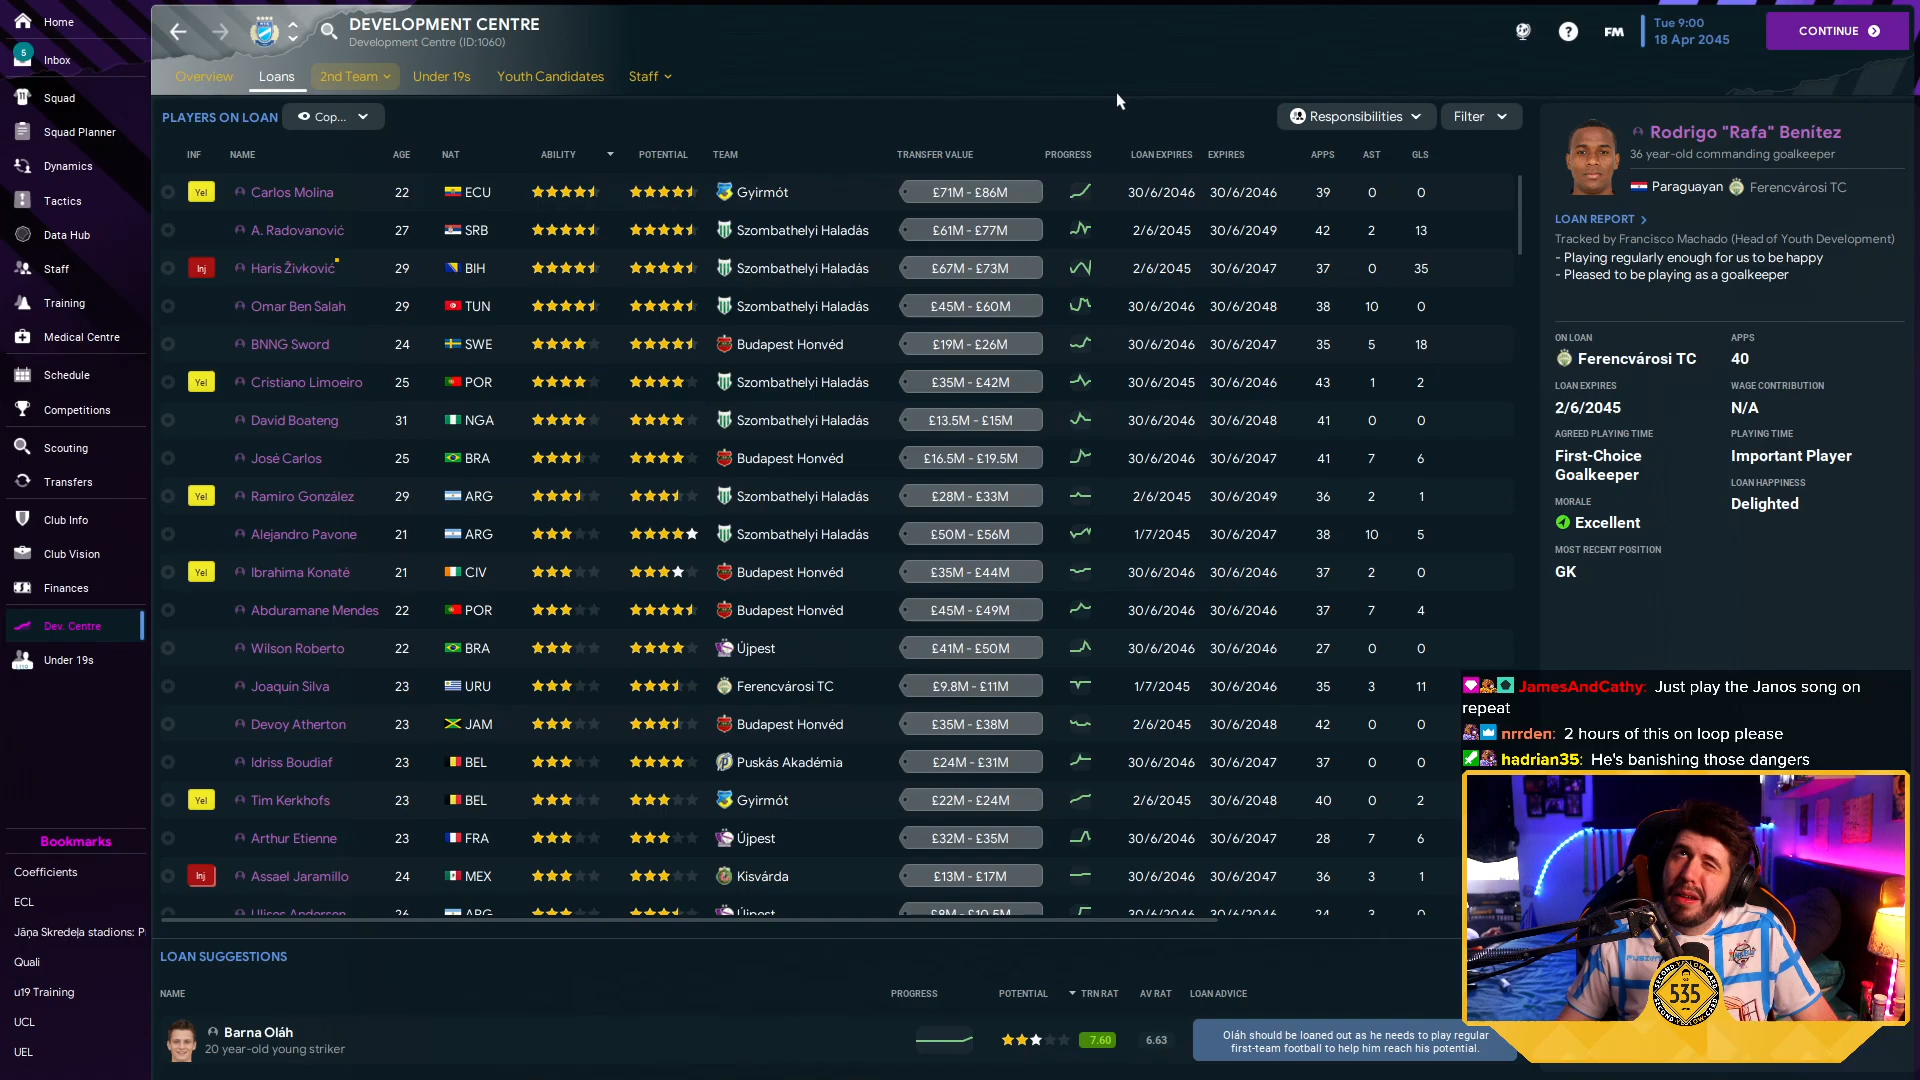 Home
5
Inbox
Squad
Squad Planner
Dynamics
Tactics
Data Hub
Staff
Training
Medical Centre
Schedule
Competitions
Scouting
Transfers
Club Info
Club Vision
Finances
Dev. Centre
Under 19s
Bookmarks
Coefficients
ECL
Jāņa Skredeļa stadions: P
Quali
u19 Training
UCL
UEL
DEVELOPMENT CENTRE
Development Centre (ID:1060)
FM
Tue 9:00
18 Apr 2045
CONTINUE
Overview Loans 2nd Team Under 19s Youth Candidates Staff
PLAYERS ON LOAN Cop... Responsibilities Filter
INF NAME AGE NAT ABILITY POTENTIAL TEAM TRANSFER VALUE PROGRESS LOAN EXPIRES EXPIRES APPS AST GLS
Yel Carlos Molina 22 ECU Gyirmót £71M - £86M 30/6/2046 30/6/2046 39 0 0
A. Radovanović 27 SRB Szombathelyi Haladás £61M - £77M 2/6/2045 30/6/2049 42 2 13
Inj Haris Živković 29 BIH Szombathelyi Haladás £67M - £73M 2/6/2045 30/6/2047 37 0 35
Omar Ben Salah 29 TUN Szombathelyi Haladás £45M - £60M 30/6/2046 30/6/2048 38 10 0
BNNG Sword 24 SWE Budapest Honvéd £19M - £26M 30/6/2046 30/6/2047 35 5 18
Yel Cristiano Limoeiro 25 POR Szombathelyi Haladás £35M - £42M 30/6/2045 30/6/2046 43 1 2
David Boateng 31 NGA Szombathelyi Haladás £13.5M - £15M 30/6/2046 30/6/2048 41 0 0
José Carlos 25 BRA Budapest Honvéd £16.5M - £19.5M 30/6/2046 30/6/2047 41 7 6
Yel Ramiro González 29 ARG Szombathelyi Haladás £28M - £33M 2/6/2045 30/6/2049 36 2 1
Alejandro Pavone 21 ARG Szombathelyi Haladás £50M - £56M 1/7/2045 30/6/2047 38 10 5
Yel Ibrahima Konaté 21 CIV Budapest Honvéd £35M - £44M 30/6/2046 30/6/2046 37 2 0
Abduramane Mendes 22 POR Budapest Honvéd £45M - £49M 30/6/2046 30/6/2046 37 7 4
Wilson Roberto 22 BRA Újpest £41M - £50M 30/6/2046 30/6/2046 27 0 0
Joaquín Silva 23 URU Ferencvárosi TC £9.8M - £11M 1/7/2045 30/6/2046 35 3 11
Devoy Atherton 23 JAM Budapest Honvéd £35M - £38M 2/6/2045 30/6/2048 42 0 0
Idriss Boudiaf 23 BEL Puskás Akadémia £24M - £31M 30/6/2046 30/6/2047 37 0 0
Yel Tim Kerkhofs 23 BEL Gyirmót £22M - £24M 2/6/2045 30/6/2048 40 0 2
Arthur Etienne 23 FRA Újpest £32M - £35M 30/6/2046 30/6/2047 28 7 6
Inj Assael Jaramillo 24 MEX Kisvárda £13M - £17M 30/6/2046 30/6/2047 36 3 1
Ulises Andersen 26 ARG Újpest £8M - £10.5M 30/6/2046 30/6/2046 24 3 0
Rodrigo "Rafa" Benítez
36 year-old commanding goalkeeper
Paraguayan Ferencvárosi TC
LOAN REPORT
Tracked by Francisco Machado (Head of Youth Development)
- Playing regularly enough for us to be happy
- Pleased to be playing as a goalkeeper
ON LOAN APPS
Ferencvárosi TC 40
LOAN EXPIRES WAGE CONTRIBUTION
2/6/2045 N/A
AGREED PLAYING TIME PLAYING TIME
First-Choice Important Player
Goalkeeper
LOAN HAPPINESS
MORALE Delighted
Excellent
MOST RECENT POSITION
GK
JamesAndCathy: Just play the Janos song on
repeat
nrrden: 2 hours of this on loop please
hadrian35: He's banishing those dangers
SECOND YELLOW CARD
535
LOAN SUGGESTIONS
NAME PROGRESS POTENTIAL TRN RAT AV RAT LOAN ADVICE
Barna Oláh
20 year-old young striker
7.60 6.63
Oláh should be loaned out as he needs to play regular
first-team football to help him reach his potential.